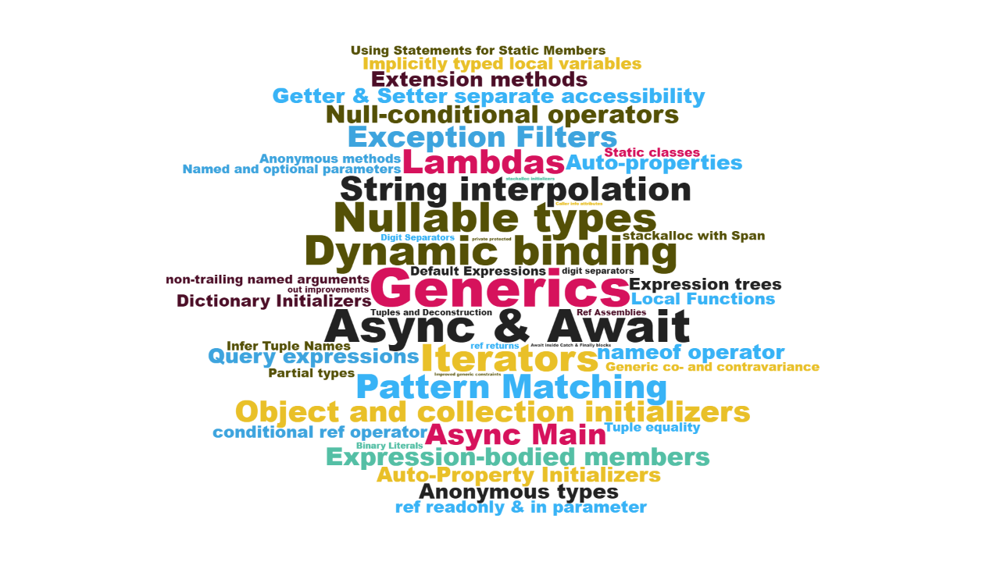 Using Statements for Static Members
Implicitly typed local variables
Extension methods
Getter & Setter separate accessibility
Null-conditional operators
Exception Filters
Static classes
Anonymous methods
Lambdas
Auto-properties
Named and optional parameters
stackalloc initializers
String interpolation
Caller info attributes
Nullable types
Digit Separators
private protected
stackalloc with Span
Dynamic binding
Default Expressions
digit separators
non-trailing named arguments
Generics
Expression trees
out improvements
Dictionary Initializers
Local Functions
Tuples and Deconstruction
Ref Assemblies
Async & Await
Infer Tuple Names
ref returns
Await inside Catch & Finally blocks
nameof operator
Query expressions
Iterators
Generic co- and contravariance
Partial types
Improved generic constraints
Pattern Matching
Object and collection initializers
conditional ref operator
Async Main
Tuple equality
Binary Literals
Expression-bodied members
Auto-Property Initializers
Anonymous types
ref readonly & in parameter